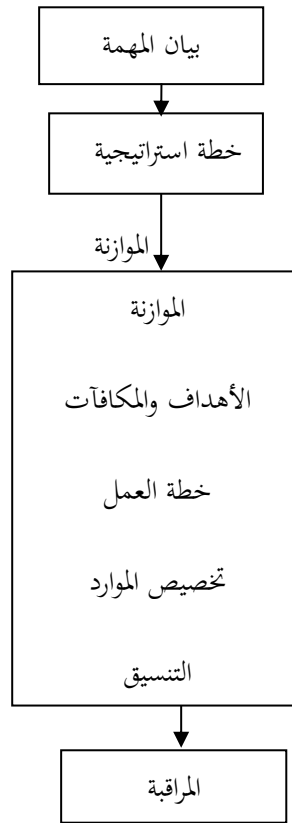 بيان المهمة
خطة استراتيجية
الموازنة
الموازنة
الأهداف والمكافآت
خطة العمل
تخصيص الموارد
التنسيق
المراقبة